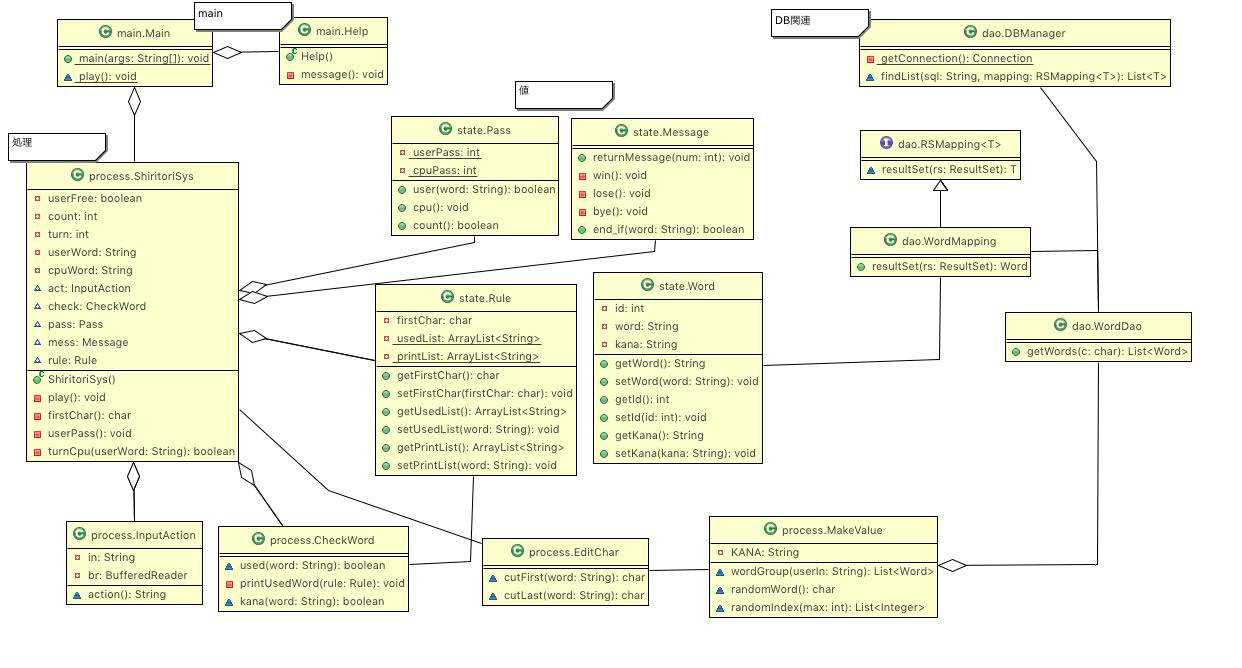 main
main.Main
main(args: String[]): void
play(): void
main.Help
Help()
message(): void
DB関連
dao.DBManager
getConnection(): Connection
findList(sql: String, mapping: RSMapping<T>): List<T>
値
state.Pass
userPass: int
cpuPass: int
user(word: String): boolean
cpu(): void
count(): boolean
state.Message
returnMessage(num: int): void
win(): void
lose(): void
bye(): void
end_if(word: String): boolean
dao.RSMapping<T>
resultSet(rs: ResultSet): T
処理
process.ShiritoriSys
userFree: boolean
count: int
turn: int
userWord: String
cpuWord: String
act: InputAction
check: CheckWord
pass: Pass
mess: Message
rule: Rule
ShiritoriSys()
play(): void
firstChar(): char
userPass(): void
turnCpu(userWord: String): boolean
dao.WordMapping
resultSet(rs: ResultSet): Word
state.Rule
firstChar: char
usedList: ArrayList<String>
printList: ArrayList<String>
getFirstChar(): char
setFirstChar(firstChar: char): void
getUsedList(): ArrayList<String>
setUsedList(word: String): void
getPrintList(): ArrayList<String>
setPrintList(word: String): void
state.Word
id: int
word: String
kana: String
getWord(): String
setWord(word: String): void
getId(): int
setId(id: int): void
getKana(): String
setKana(kana: String): void
dao.WordDao
getWords(c: char): List<Word>
process.InputAction
in: String
br: BufferedReader
action(): String
process.CheckWord
used(word: String): boolean
printUsedWord(rule: Rule): void
kana(word: String): boolean
process.EditChar
cutFirst(word: String): char
cutLast(word: String): char
process.MakeValue
KANA: String
wordGroup(userIn: String): List<Word>
randomWord(): char
randomIndex(max: int): List<Integer>